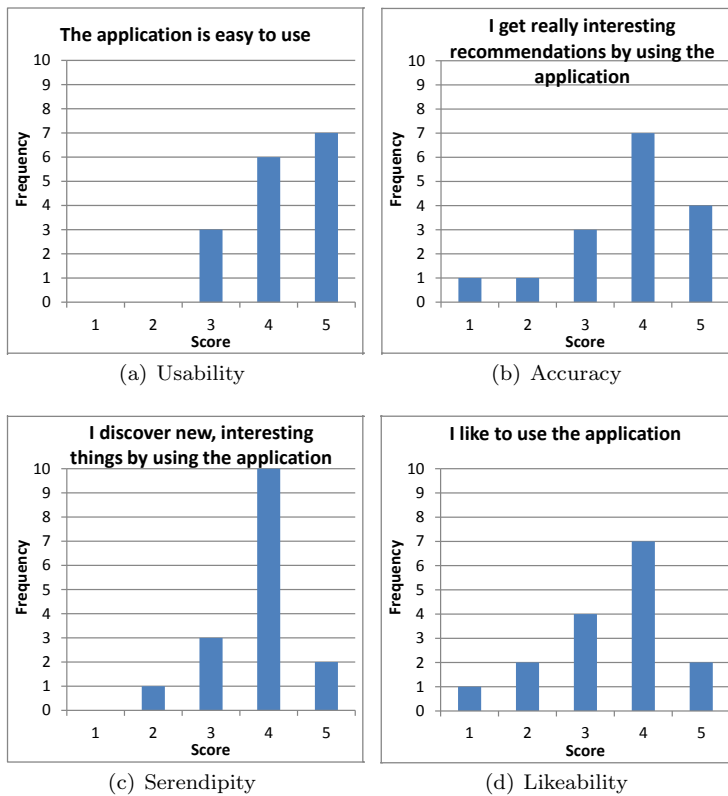 The application is easy to use
10
9
8
7
6
5
4
3
2
1
0
Frequency
1 2 3 4 5
Score
(a) Usability
I get really interesting
recommendations by using the
application
10
9
8
7
6
5
4
3
2
1
0
Frequency
1 2 3 4 5
Score
(b) Accuracy
I discover new, interesting
things by using the application
10
9
8
7
6
5
4
3
2
1
0
Frequency
1 2 3 4 5
Score
(c) Serendipity
I like to use the application
10
9
8
7
6
5
4
3
2
1
0
Frequency
1 2 3 4 5
Score
(d) Likeability